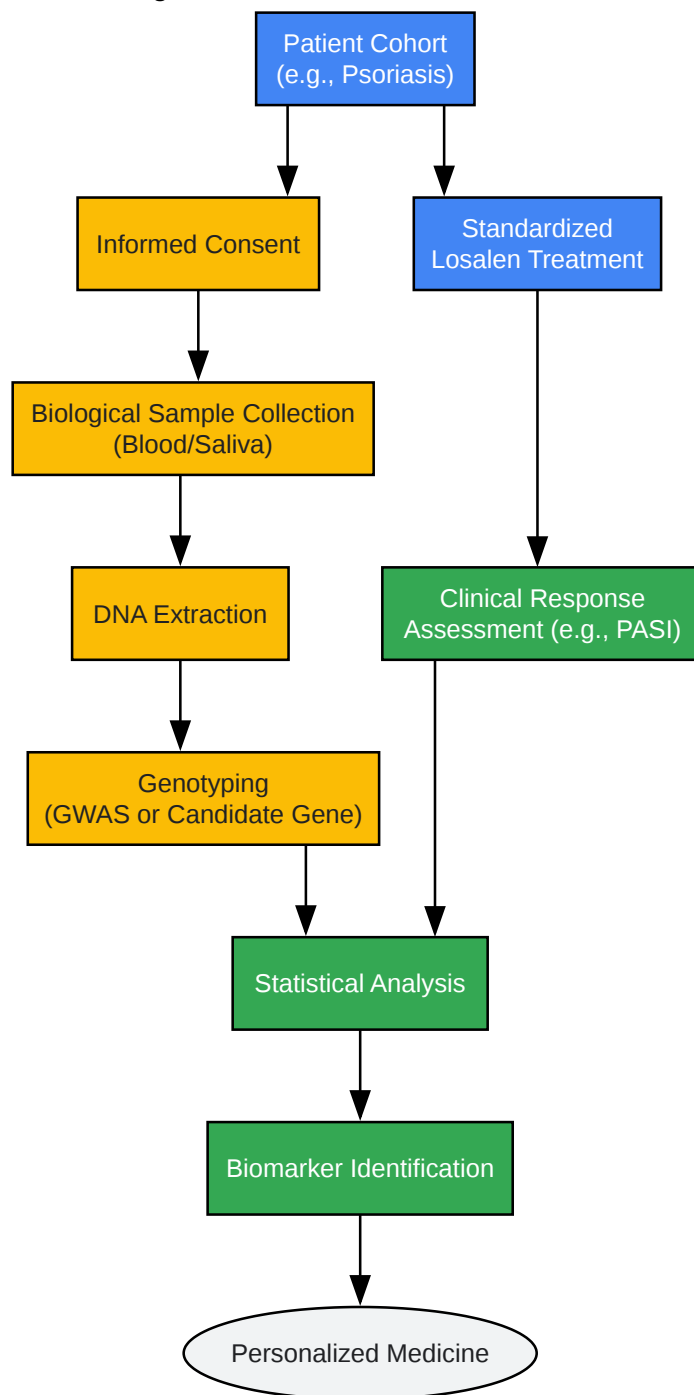 Patient Cohort
(e.g., Psoriasis)
Informed Consent
Standardized
Losalen Treatment
Biological Sample Collection
(Blood/Saliva)
DNA Extraction
Clinical Response
Assessment (e.g., PASI)
Genotyping
(GWAS or Candidate Gene)
Statistical Analysis
Biomarker Identification
Personalized Medicine